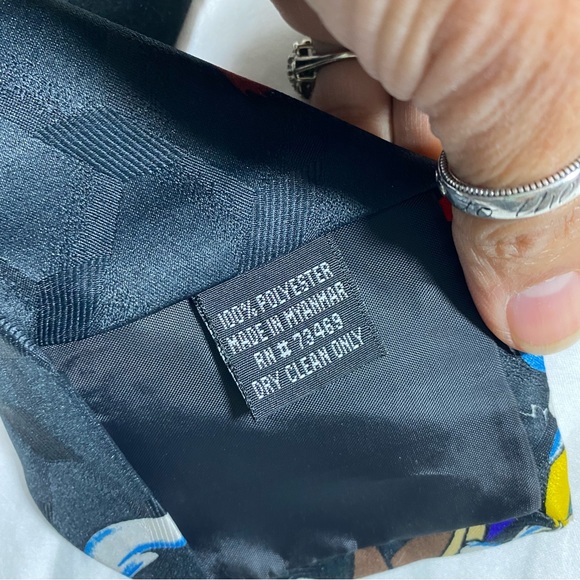 100% POLYESTER
MADE IN MYANMAR
RN # 73469
DRY CLEAN ONLY